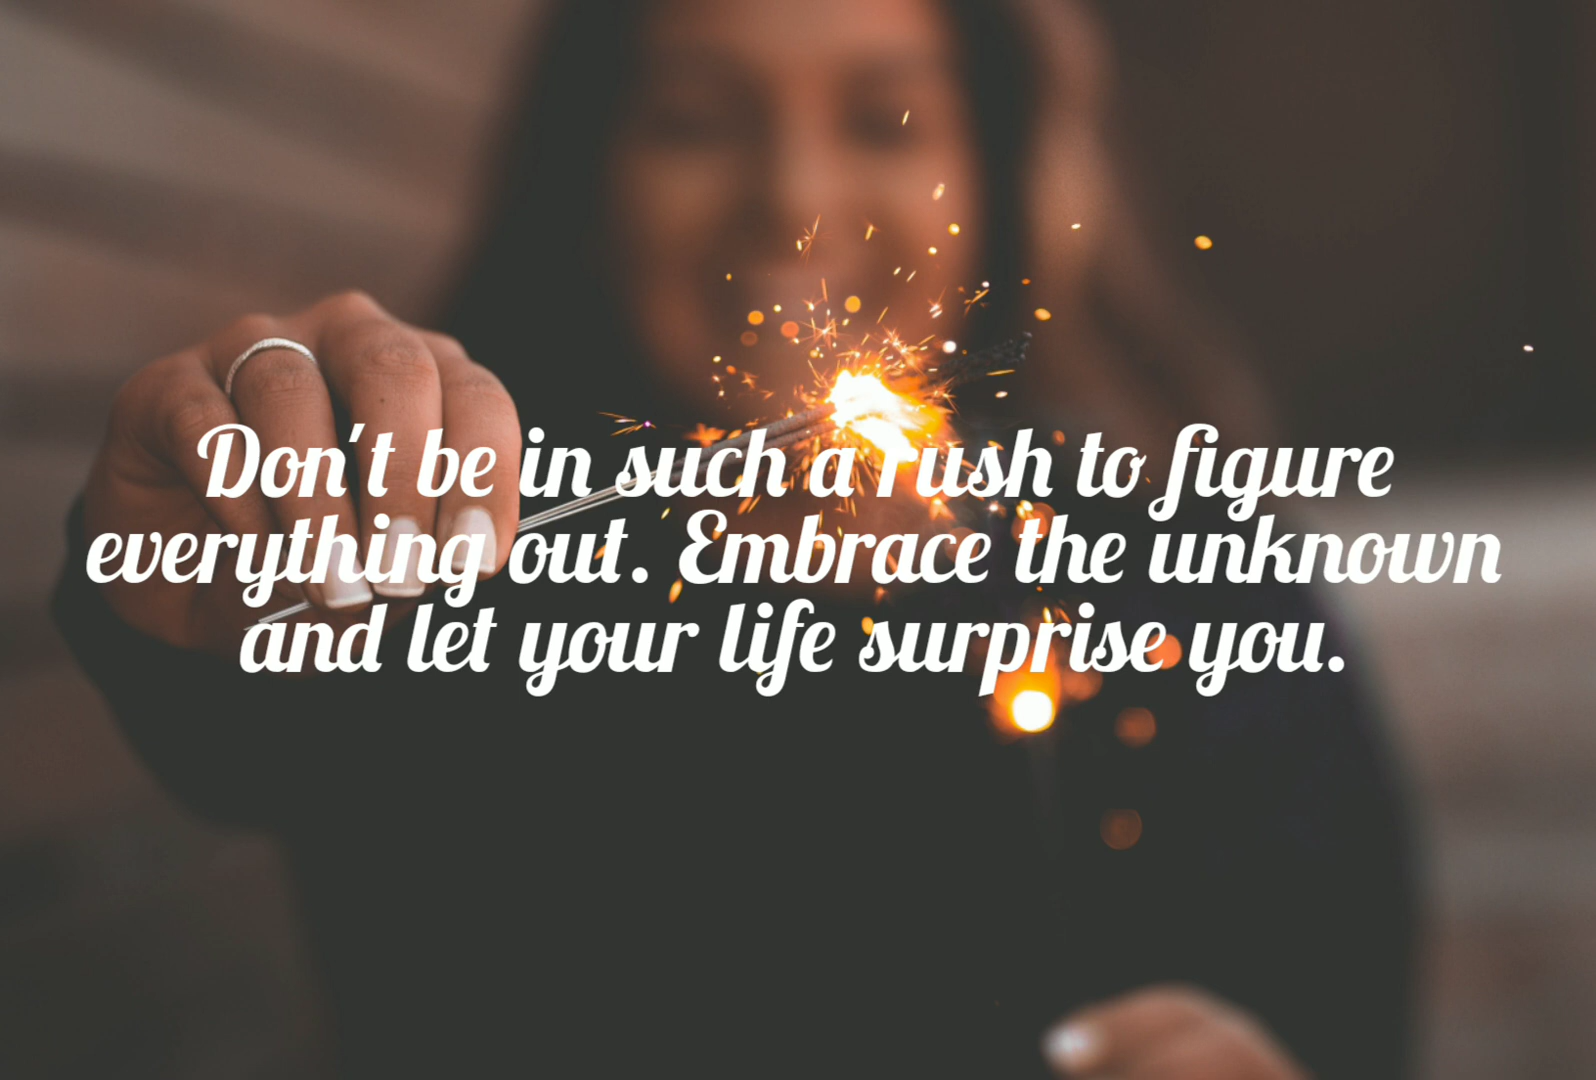 Don't be in such a rush to figure
everything out. Embrace the unknown
and let your life surprise you.